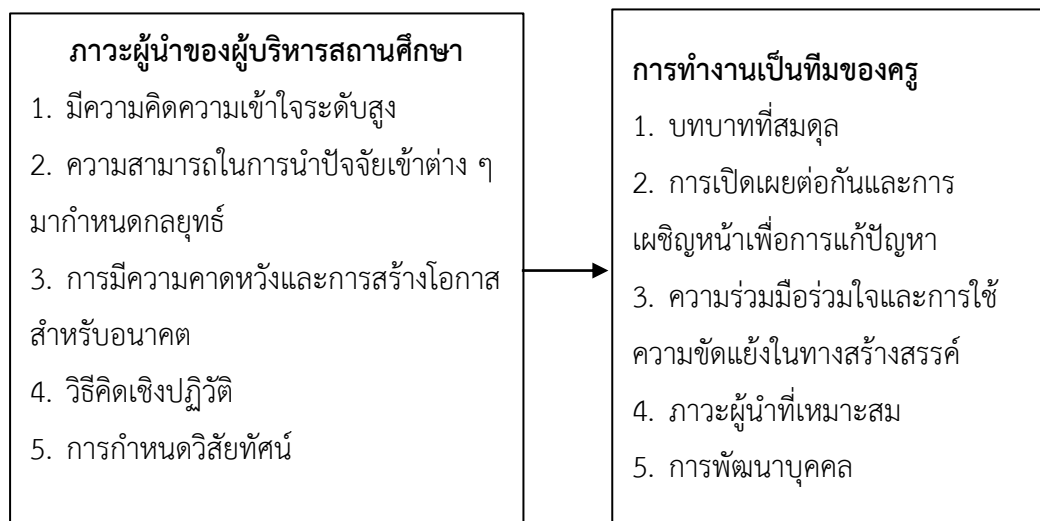 ภาวะผู้นำของผู้บริหารสถานศึกษา
1. มีความคิดความเข้าใจระดับสูง
2. ความสามารถในการนำปัจจัยเข้าต่าง ๆ
มากำหนดกลยุทธ์
3. การมีความคาดหวังและการสร้างโอกาส
สำหรับอนาคต
4. วิธีคิดเชิงปฏิวัติ
5. การกำหนดวิสัยทัศน์
การทำงานเป็นทีมของครู
1. บทบาทที่สมดุล
2. การเปิดเผยต่อกันและการ
เผชิญหน้าเพื่อการแก้ปัญหา
3. ความร่วมมือร่วมใจและการใช้
ความขัดแย้งในทางสร้างสรรค์
4. ภาวะผู้นำที่เหมาะสม
5. การพัฒนาบุคคล